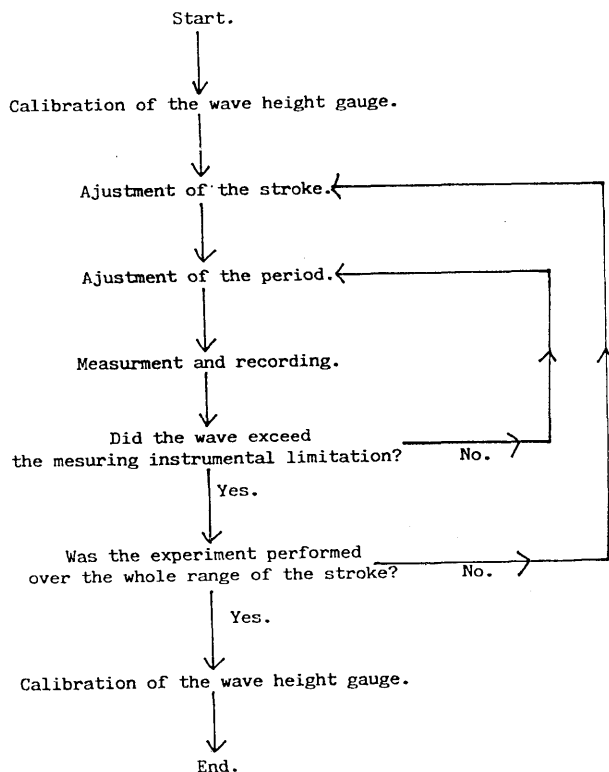 Start.
Calibration of the wave height gauge.
Ajustment of the stroke.
Ajustment of the period.
Measurment and recording.
Did the wave exceed
the mesuring instrumental limitation?
No.
Yes.
Was the experiment performed
over the whole range of the stroke?
No.
Yes.
Calibration of the wave height gauge.
End.